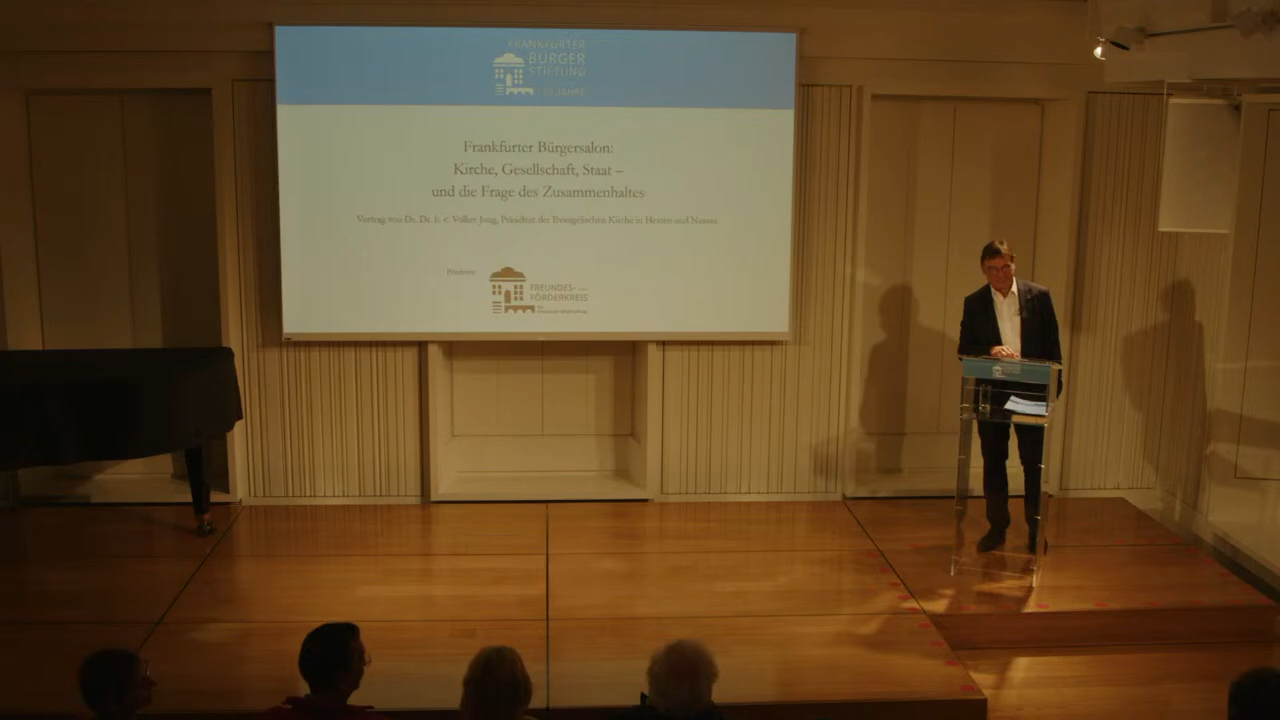 FRANKFURTER
BÜRGER
STIFTUNG
JAHRE
Frankfurter Bürgersalon:
Kirche, Gesellschaft, Staat –
und die Frage des Zusammenhaltes
Vortrag von Dr. Dr. h. c. Volker Jung, Präsident der Evangelischen Kirche in Hessen und Nassau
FREUNDES-
FÖRDERKREIS